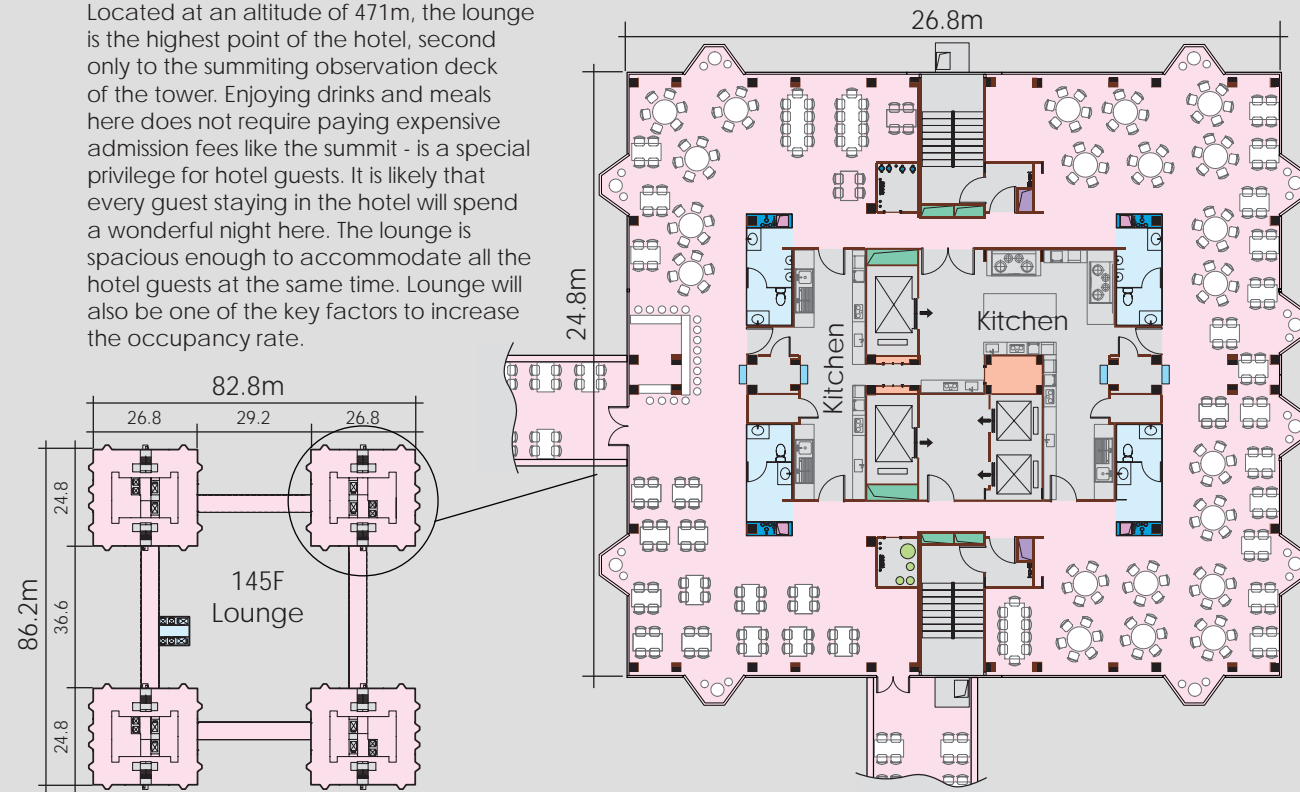 Located at an altitude of 471m, the lounge
is the highest point of the hotel, second
only to the summiting observation deck
of the tower. Enjoying drinks and meals
here does not require paying expensive
admission fees like the summit - is a special
privilege for hotel guests. It is likely that
every guest staying in the hotel will spend
a wonderful night here. The lounge is
spacious enough to accommodate all the
hotel guests at the same time. Lounge will
also be one of the key factors to increase
the occupancy rate.
82.8m
26.8
29.2
26.8
24.8
36.6
24.8
86.2m
145F
Lounge
26.8m
24.8m
Kitchen
Kitchen